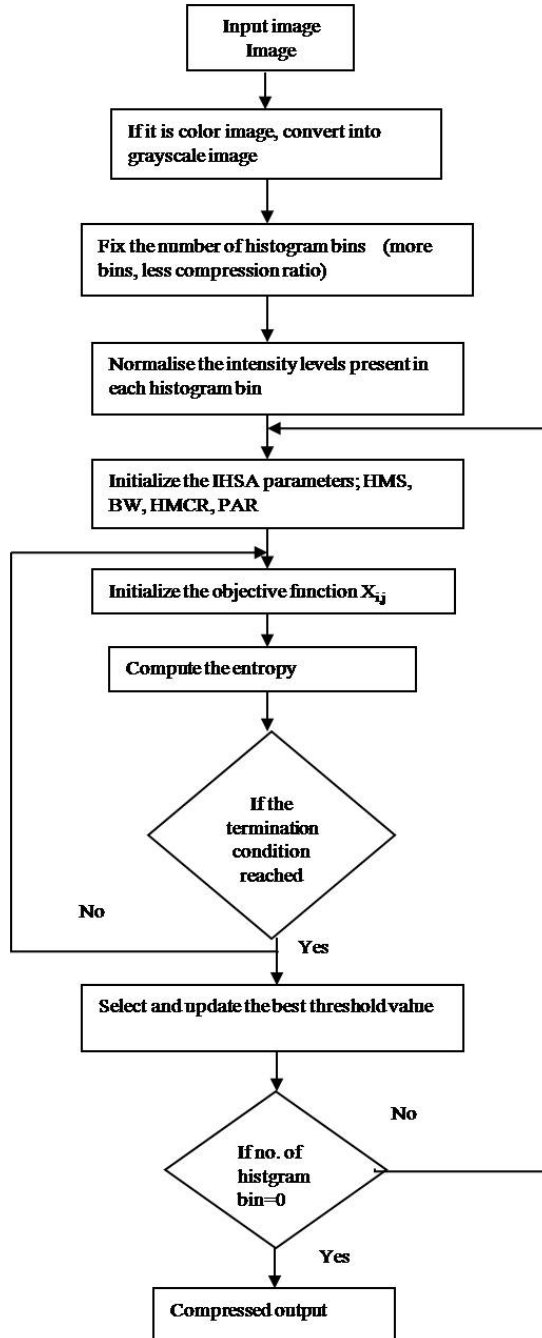 Input image
Image
If it is color image, convert into
grayscale image
Fix the number of histogram bins (more
bins, less compression ratio)
Normalise the intensity levels present in
each histogram bin
Initialize the IHSA parameters; HMS,
BW, HMCR, PAR
Initialize the objective function Xi,j
Compute the entropy
If the
termination
condition
reached
No
Yes
Select and update the best threshold value
If no. of
histgram
bin=0
No
Yes
Compressed output